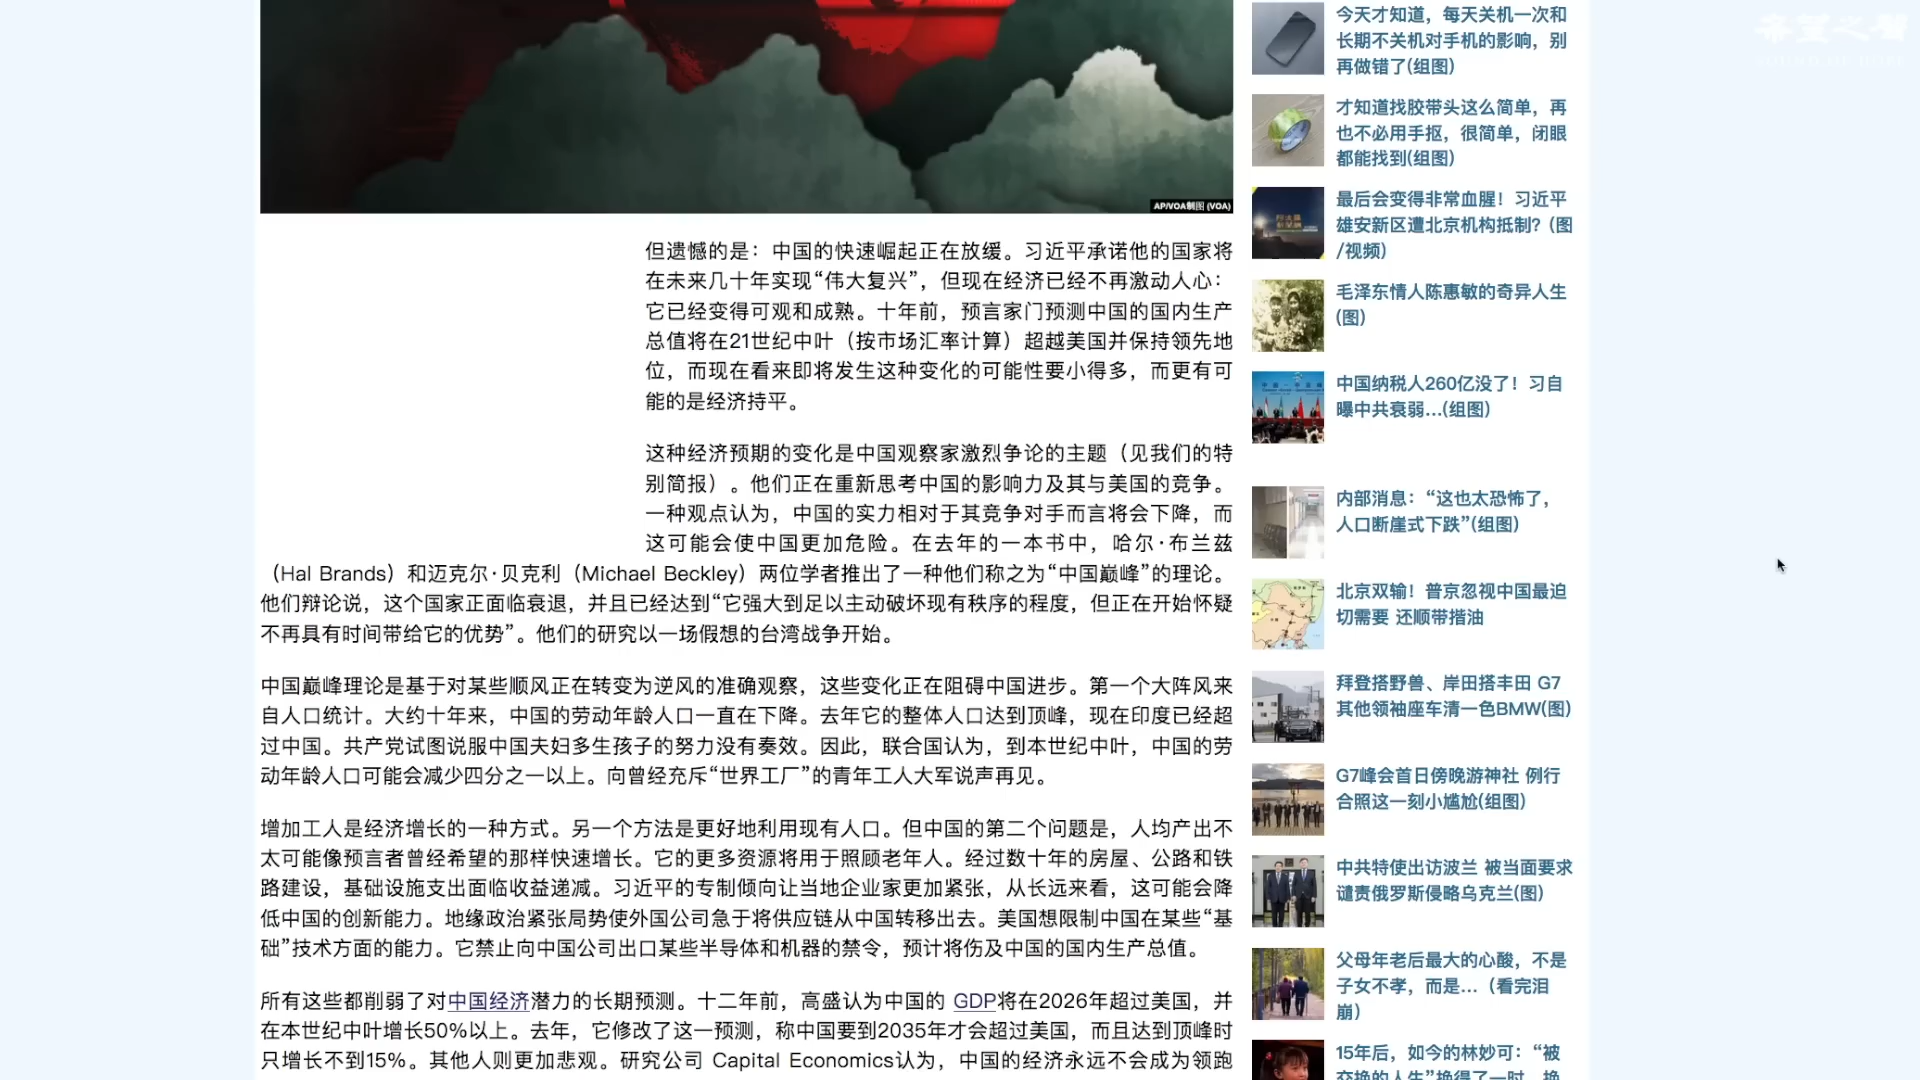 希望之聲
SOUND OF HOPE
AP/VOA制图 (VOA)
但遗憾的是：中国的快速崛起正在放缓。习近平承诺他的国家将
在未来几十年实现“伟大复兴”，但现在经济已经不再激动人心：
它已经变得可观和成熟。十年前，预言家门预测中国的国内生产
总值将在21世纪中叶（按市场汇率计算）超越美国并保持领先地
位，而现在看来即将发生这种变化的可能性要小得多，而更有可
能的是经济持平。
这种经济预期的变化是中国观察家激烈争论的主题（见我们的特
别简报）。他们正在重新思考中国的影响力及其与美国的竞争。
一种观点认为，中国的实力相对于其竞争对手而言将会下降，而
这可能会使中国更加危险。在去年的一本书中，哈尔·布兰兹
（Hal Brands）和迈克尔·贝克利（Michael Beckley）两位学者推出了一种他们称之为“中国巅峰”的理论。
他们辩论说，这个国家正面临衰退，并且已经达到“它强大到足以主动破坏现有秩序的程度，但正在开始怀疑
不再具有时间带给它的优势”。他们的研究以一场假想的台湾战争开始。
中国巅峰理论是基于对某些顺风正在转变为逆风的准确观察，这些变化正在阻碍中国进步。第一个大阵风来
自人口统计。大约十年来，中国的劳动年龄人口一直在下降。去年它的整体人口达到顶峰，现在印度已经超
过中国。共产党试图说服中国夫妇多生孩子的努力没有奏效。因此，联合国认为，到本世纪中叶，中国的劳
动年龄人口可能会减少四分之一以上。向曾经充斥“世界工厂”的青年工人大军说声再见。
增加工人是经济增长的一种方式。另一个方法是更好地利用现有人口。但中国的第二个问题是，人均产出不
太可能像预言者曾经希望的那样快速增长。它的更多资源将用于照顾老年人。经过数十年的房屋、公路和铁
路建设，基础设施支出面临收益递减。习近平的专制倾向让当地企业家更加紧张，从长远来看，这可能会降
低中国的创新能力。地缘政治紧张局势使外国公司急于将供应链从中国转移出去。美国想限制中国在某些“基
础”技术方面的能力。它禁止向中国公司出口某些半导体和机器的禁令，预计将伤及中国的国内生产总值。
所有这些都削弱了对中国经济潜力的长期预测。十二年前，高盛认为中国的 GDP将在2026年超过美国，并
在本世纪中叶增长50%以上。去年，它修改了这一预测，称中国要到2035年才会超过美国，而且达到顶峰时
只增长不到15%。其他人则更加悲观。研究公司 Capital Economics认为，中国的经济永远不会成为领跑
今天才知道，每天关机一次和
长期不关机对手机的影响，别
再做错了(组图)
才知道找胶带头这么简单，再
也不必用手抠，很简单，闭眼
都能找到(组图)
最后会变得非常血腥！习近平
雄安新区遭北京机构抵制？(图
/视频)
毛泽东情人陈惠敏的奇异人生
(图)
中国纳税人260亿没了！习自
曝中共衰弱…(组图)
内部消息：“这也太恐怖了，
人口断崖式下跌”(组图)
北京双输！普京忽视中国最迫
切需要 还顺带揩油
拜登搭野兽、岸田搭丰田 G7
其他领袖座车清一色BMW(图)
G7峰会首日傍晚游神社 例行
合照这一刻小尴尬(组图)
中共特使出访波兰 被当面要求
谴责俄罗斯侵略乌克兰(图)
父母年老后最大的心酸，不是
子女不孝，而是…（看完泪
崩）
15年后，如今的林妙可：“被
交换的人生”换得了一时，换